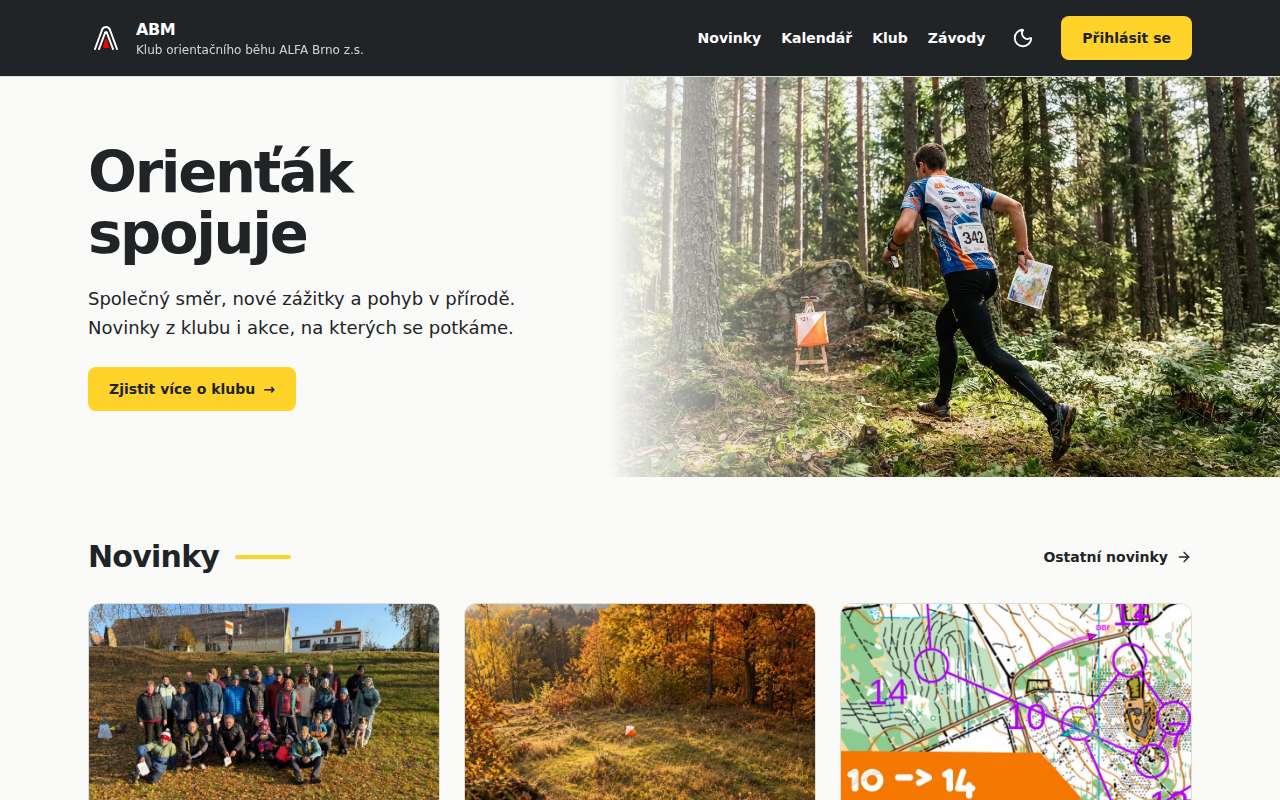 ABM
Klub orientačního běhu ALFA Brno z.s.
Novinky
Kalendář
Klub
Závody
Přihlásit se
Orienťák
spojuje
Společný směr, nové zážitky a pohyb v přírodě.
Novinky z klubu i akce, na kterých se potkáme.
Zjistit více o klubu →
342
Novinky
Ostatní novinky →
14
10
7
10 -> 14